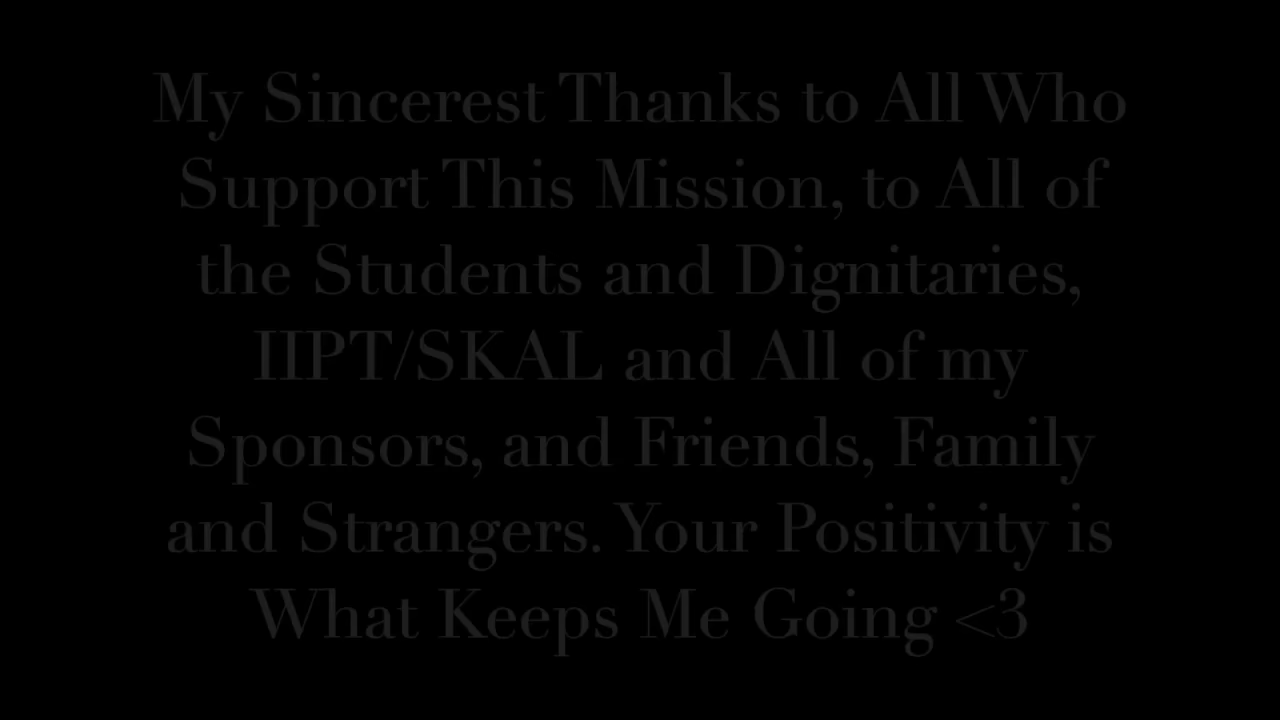 My Sincerest Thanks to All Who
Support This Mission, to All of
the Students and Dignitaries,
IIPT/SKAL and All of my
Sponsors, and Friends, Family
and Strangers. Your Positivity is
What Keeps Me Going <3